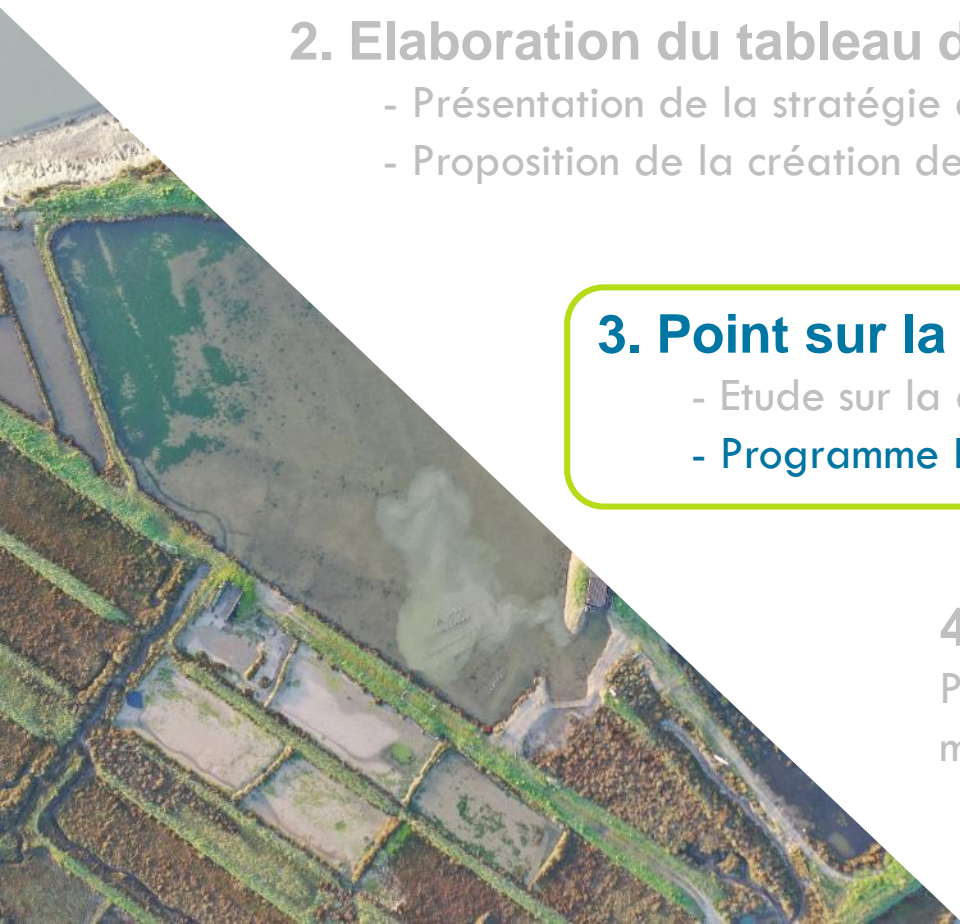 2. Elaboration du tableau
- Présentation de la stratégie
- Proposition de la création de
3. Point sur la
- Etude sur la
- Programme
4